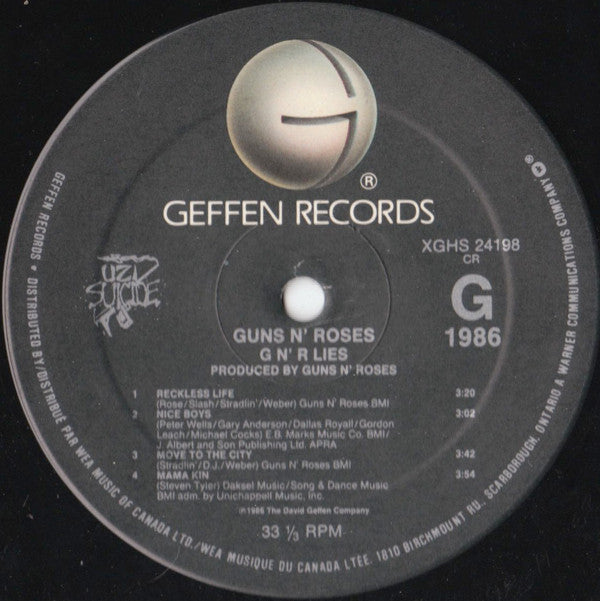 G
®
GEFFEN RECORDS
XGHS 24198
CR
UZI
SUICIDE
G
1986
GUNS N' ROSES
G N' R LIES
PRODUCED BY GUNS N' ROSES
1 RECKLESS LIFE 3:20
(Rose/Slash/Stradlin'/Weber) Guns N' Roses BMI
2 NICE BOYS 3:02
(Peter Wells/Gary Anderson/Dallas Royall/Gordon
Leach/Michael Cocks) E.B. Marks Music Co. BMI/
J. Albert and Son Publishing Ltd. APRA
3 MOVE TO THE CITY 3:42
(Stradlin'/D.J./Weber) Guns N' Roses BMI
4 MAMA KIN 3:54
(Steven Tyler) Daksel Music/Song & Dance Music
BMI adm. by Unichappell Music, Inc.
℗ 1986 The David Geffen Company
33 ⅓ RPM
GEFFEN RECORDS • DISTRIBUTED BY/DISTRIBUÉ PAR WEA MUSIC OF CANADA LTD./WEA MUSIQUE DU CANADA LTÉE. 1810 BIRCHMOUNT RD, SCARBOROUGH, ONTARIO A WARNER COMMUNICATIONS COMPANY